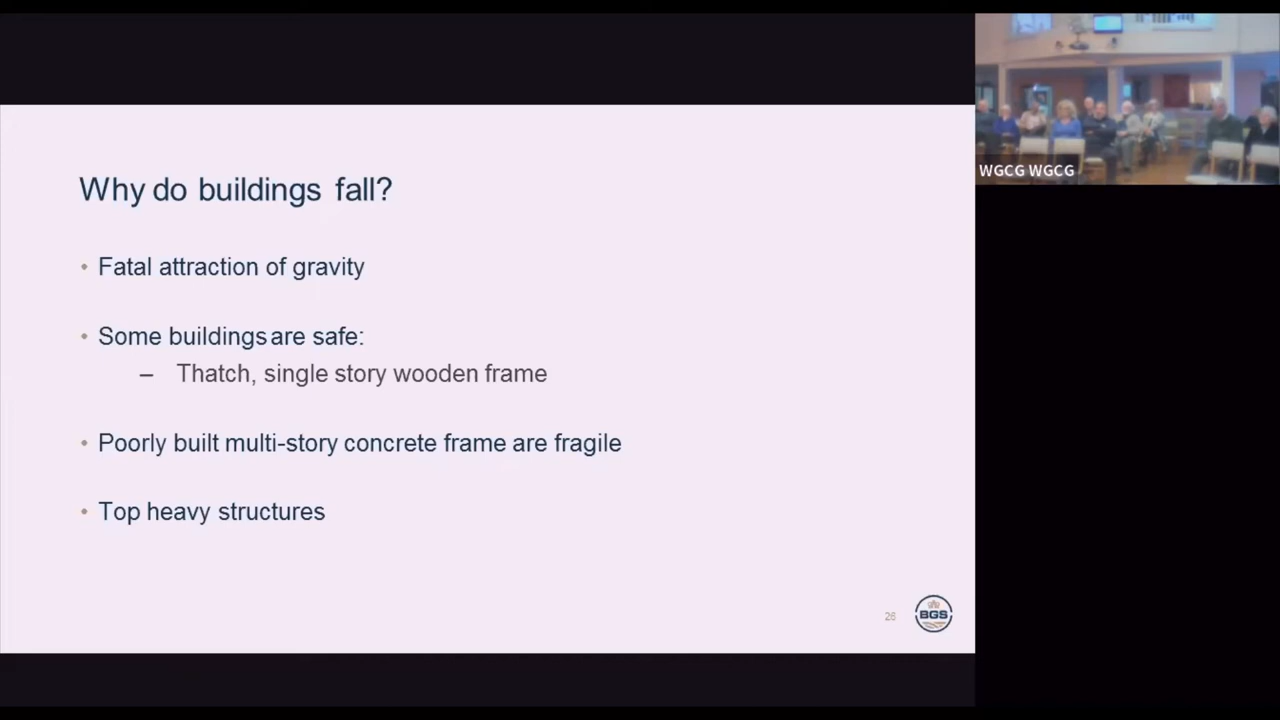 Why do buildings fall?
• Fatal attraction of gravity
• Some buildings are safe:
– Thatch, single story wooden frame
• Poorly built multi-story concrete frame are fragile
• Top heavy structures
26
BGS
WGCG WGCG